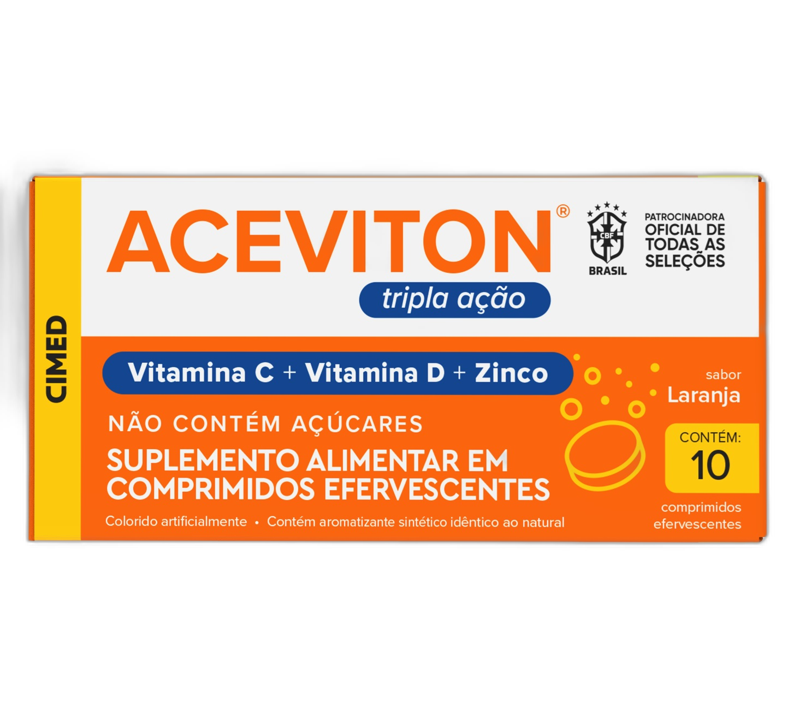 ACEVITON®
tripla ação
CBF
BRASIL
PATROCINADORA
OFICIAL DE
TODAS AS
SELEÇÕES
CIMED
Vitamina C + Vitamina D + Zinco
NÃO CONTÉM AÇÚCARES
SUPLEMENTO ALIMENTAR EM
COMPRIMIDOS EFERVESCENTES
Colorido artificialmente • Contém aromatizante sintético idêntico ao natural
sabor
Laranja
CONTÉM:
10
comprimidos
efervescentes